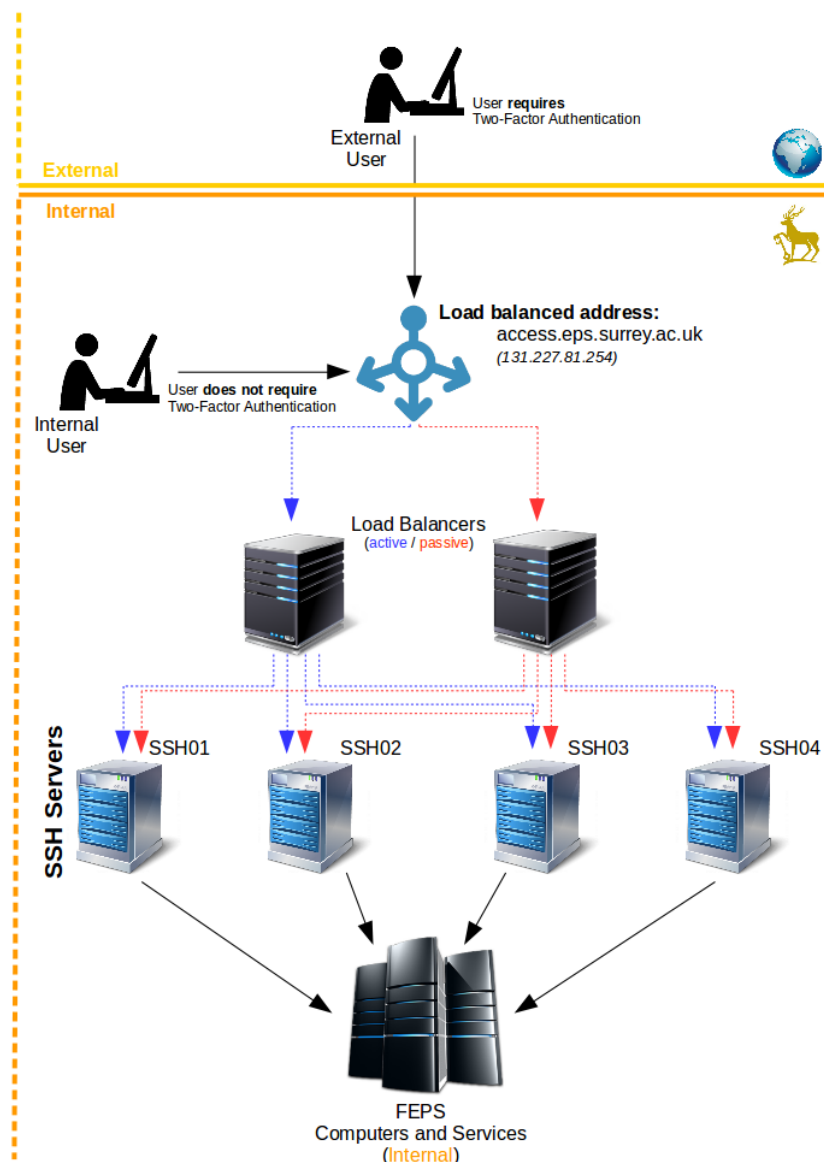 User requires
Two-Factor Authentication
External
User
External
Internal
Load balanced address:
access.eps.surrey.ac.uk
(131.227.81.254)
User does not require
Two-Factor Authentication
Internal
User
Load Balancers
(active / passive)
SSH Servers
SSH01
SSH02
SSH03
SSH04
FEPS
Computers and Services
(Internal)